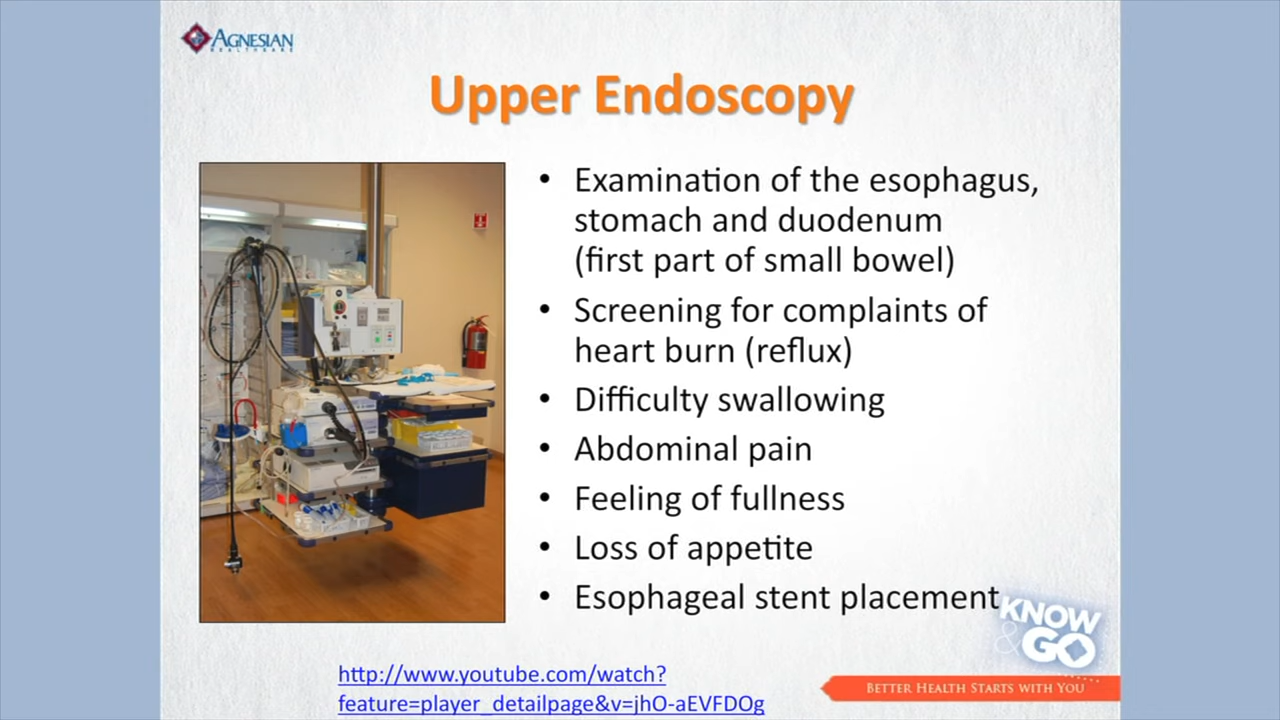 AGNESIAN
HEALTHCARE
Upper Endoscopy
• Examination of the esophagus,
stomach and duodenum
(first part of small bowel)
• Screening for complaints of
heart burn (reflux)
• Difficulty swallowing
• Abdominal pain
• Feeling of fullness
• Loss of appetite
• Esophageal stent placement
KNOW
& GO
http://www.youtube.com/watch?
feature=player_detailpage&v=jhO-aEVFDOg
BETTER HEALTH STARTS WITH YOU